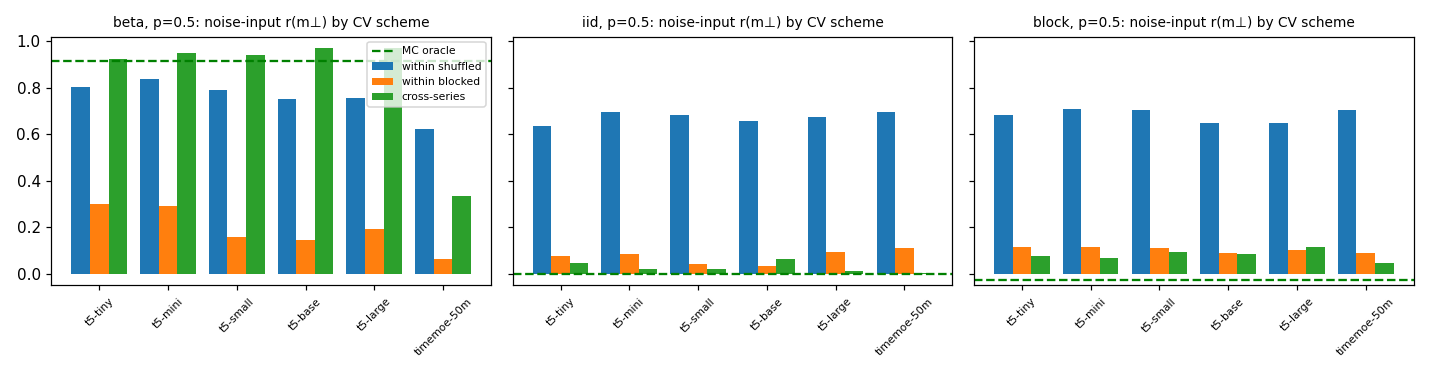 beta, p=0.5: noise-input r(m⊥) by CV scheme
1.0
0.8
0.6
0.4
0.2
0.0
MC oracle
within shuffled
within blocked
cross-series
t5-tiny
t5-mini
t5-small
t5-base
t5-large
timemoe-50m
iid, p=0.5: noise-input r(m⊥) by CV scheme
t5-tiny
t5-mini
t5-small
t5-base
t5-large
timemoe-50m
block, p=0.5: noise-input r(m⊥) by CV scheme
t5-tiny
t5-mini
t5-small
t5-base
t5-large
timemoe-50m